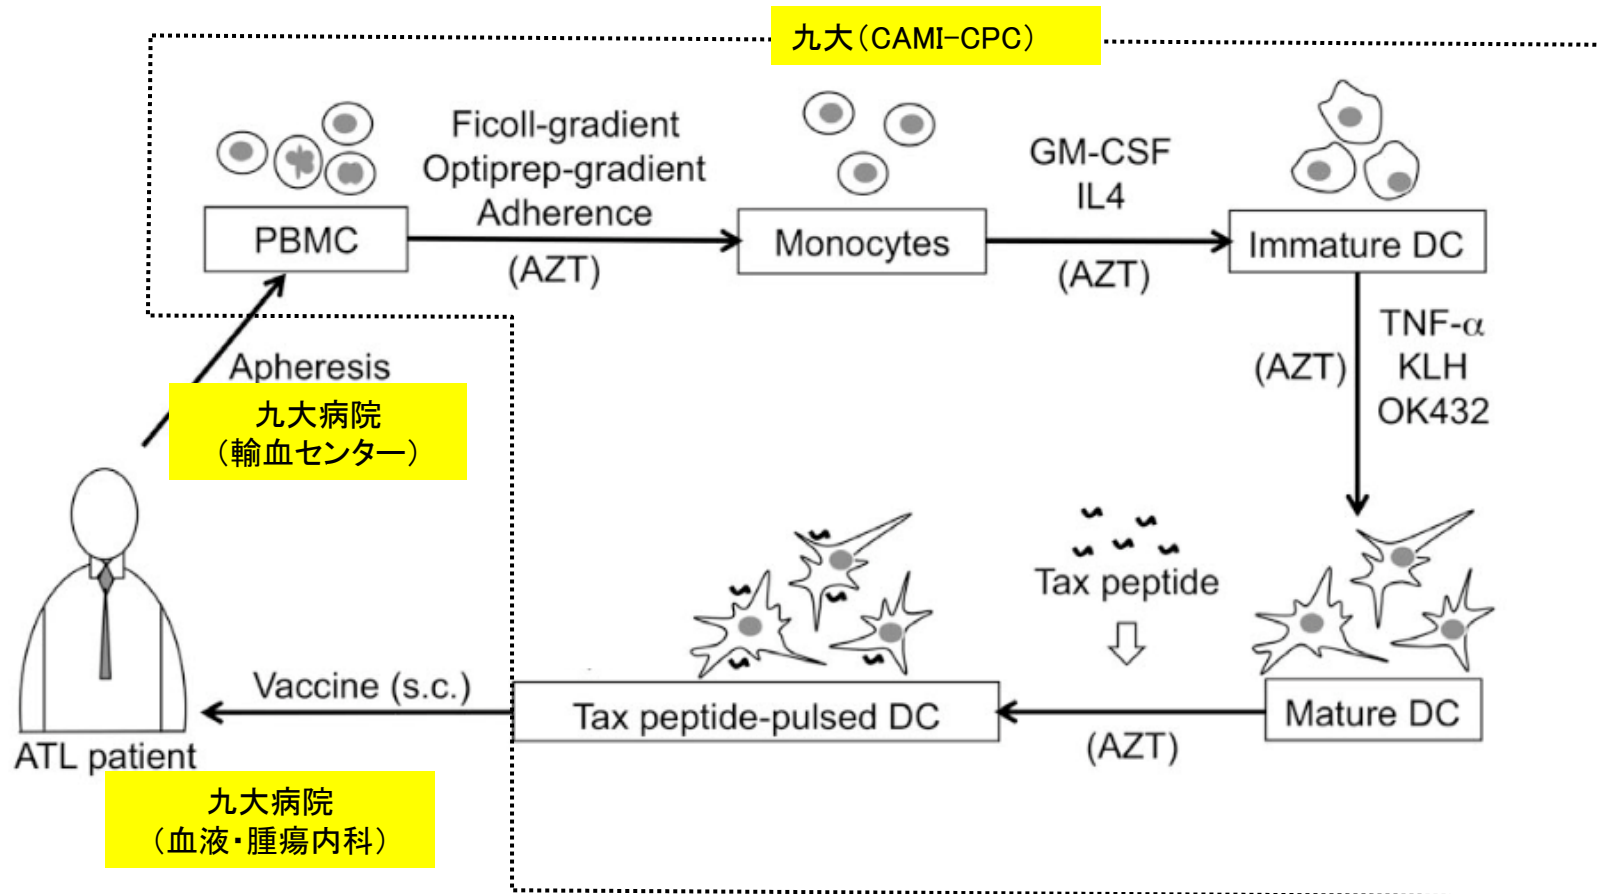 九大（CAMI-CPC）
Ficoll-gradient
Optiprep-gradient
Adherence
(AZT)
PBMC
Monocytes
GM-CSF
IL4
(AZT)
Immature DC
TNF-α
KLH
OK432
(AZT)
Apheresis
九大病院
（輸血センター）
Tax peptide
Mature DC
(AZT)
Tax peptide-pulsed DC
Vaccine (s.c.)
ATL patient
九大病院
（血液・腫瘍内科）